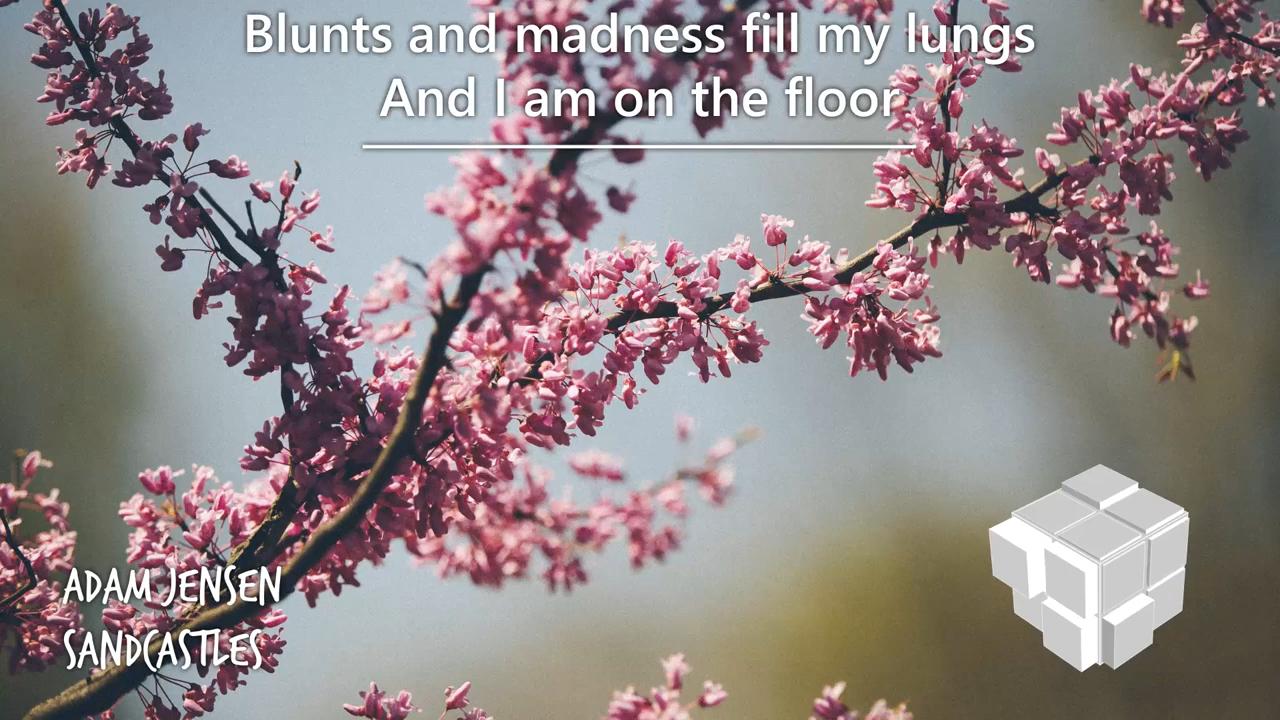 Blunts and madness fill my lungs
And I am on the floor
ADAM JENSEN
SANDCASTLES